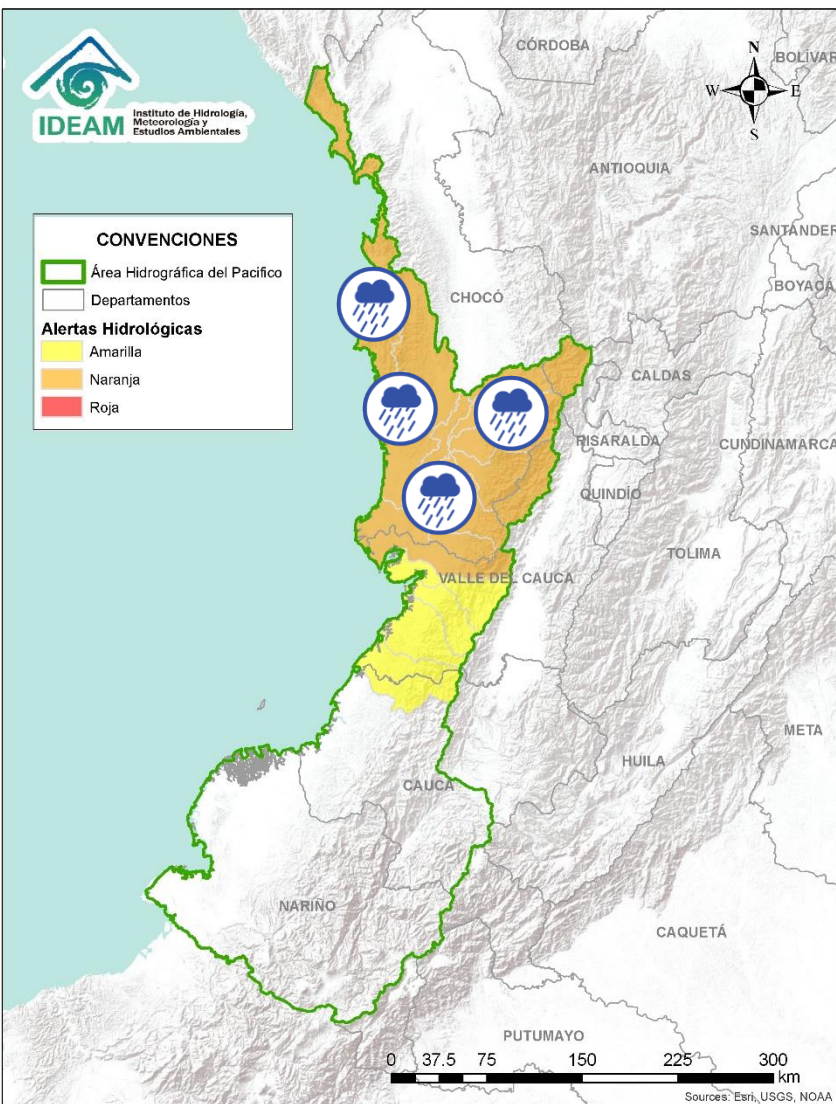 IDEAM
Instituto de Hidrología,
Meteorología y
Estudios Ambientales
CONVENCIONES
Área Hidrográfica del Pacifico
Departamentos
Alertas Hidrológicas
Amarilla
Naranja
Roja
N
W
E
S
CÓRDOBA
BOLÍVAR
ANTIOQUIA
SANTANDER
BOYACÁ
CHOCÓ
CALDAS
RISARALDA
CUNDINAMARCA
QUINDÍO
TOLIMA
VALLE DEL CAUCA
META
HUILA
CAUCA
NARIÑO
CAQUETÁ
PUTUMAYO
0 37.5 75 150 225 300
km
Sources: Esri, USGS, NOAA